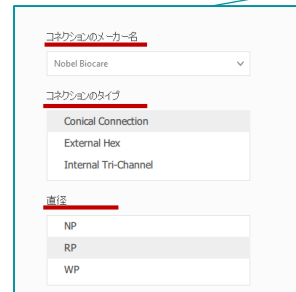 コネクションのメーカー名
Nobel Biocare
コネクションのタイプ
Conical Connection
External Hex
Internal Tri-Channel
直径
NP
RP
WP